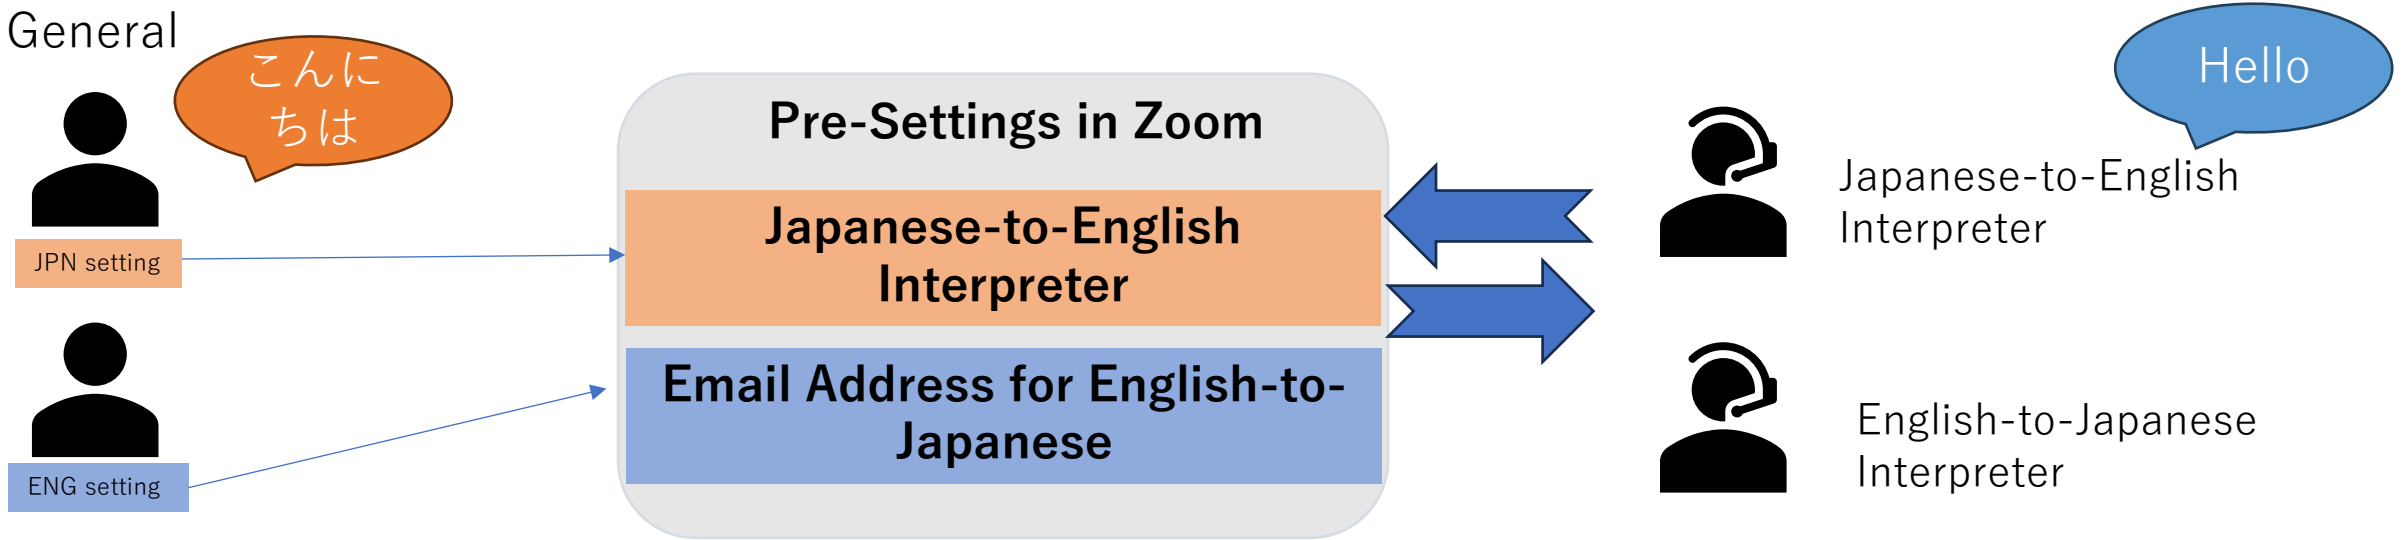 General
こんに
ちは
JPN setting
ENG setting
Pre-Settings in Zoom
Japanese-to-English
Interpreter
Email Address for English-to-
Japanese
Hello
Japanese-to-English
Interpreter
English-to-Japanese
Interpreter